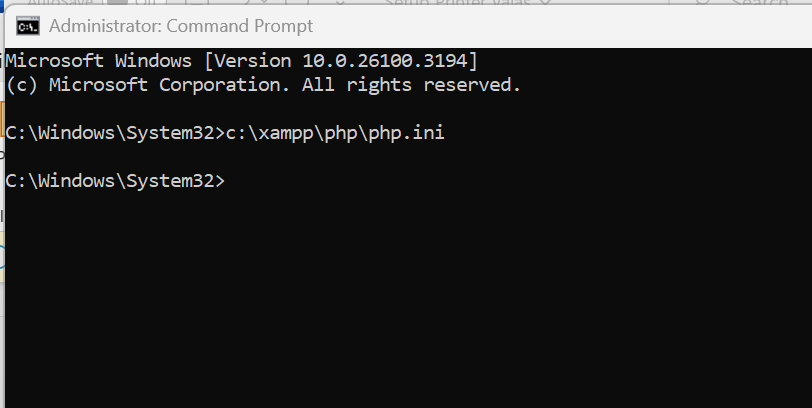 Administrator: Command Prompt
Microsoft Windows [Version 10.0.26100.3194]
(c) Microsoft Corporation. All rights reserved.
C:\Windows\System32>c:\xampp\php\php.ini
C:\Windows\System32>